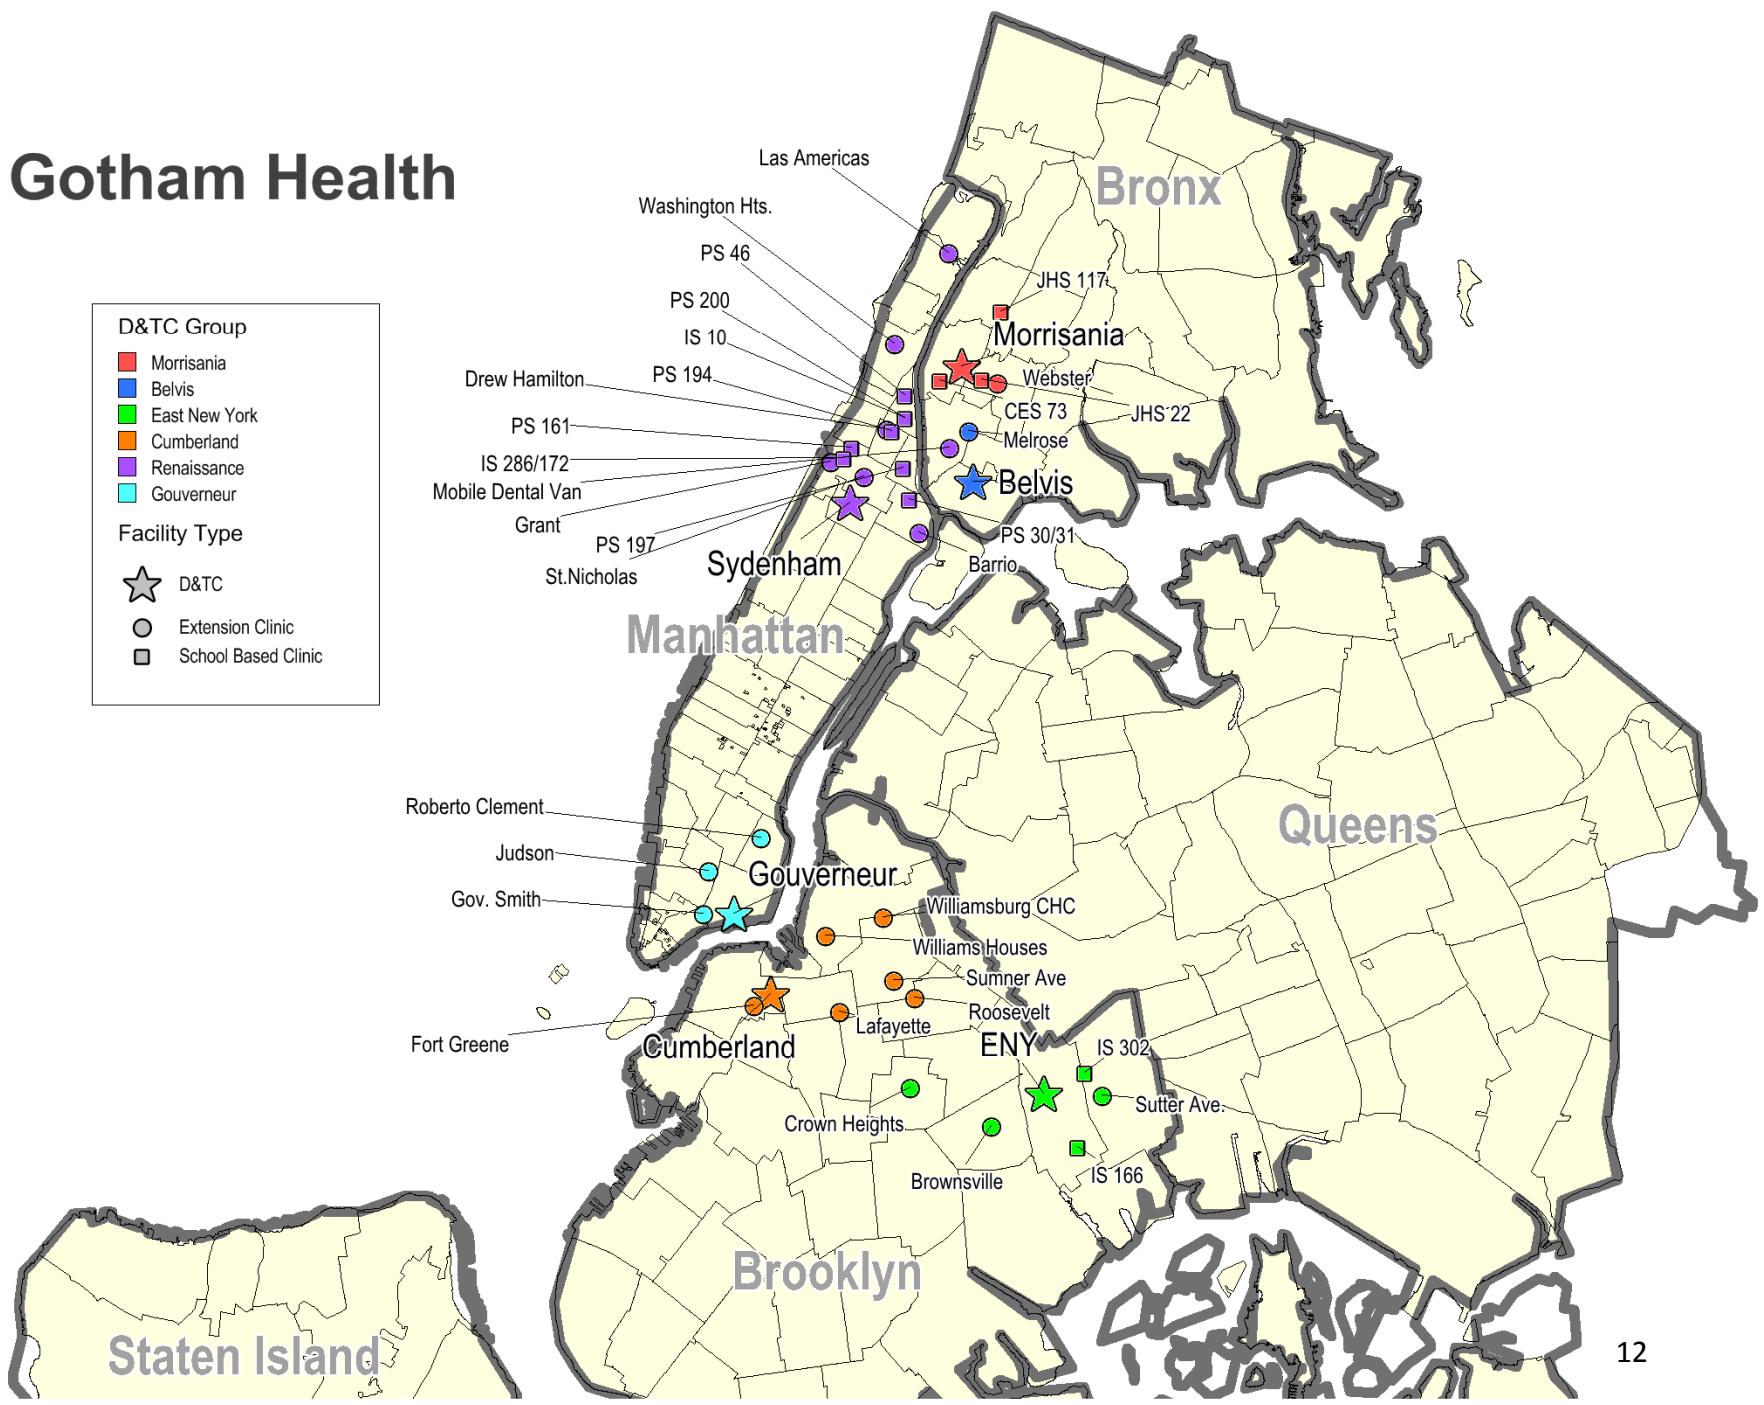 Gotham Health
D&TC Group
Morrisania
Belvis
East New York
Cumberland
Renaissance
Gouverneur
Facility Type
D&TC
Extension Clinic
School Based Clinic
Las Americas
Washington Hts.
PS 46
PS 200
IS 10
PS 194
Drew Hamilton
PS 161
IS 286/172
Mobile Dental Van
Grant
PS 197
St.Nicholas
Sydenham
Manhattan
Bronx
JHS 117
Morrisania
Webster
CES 73
JHS 22
Melrose
Belvis
PS 30/31
Barrio
Queens
Roberto Clement
Judson
Gov. Smith
Gouverneur
Williamsburg CHC
Williams Houses
Sumner Ave
Roosevelt
Lafayette
Fort Greene
Cumberland
ENY
IS 302
Sutter Ave.
Crown Heights
Brownsville
IS 166
Brooklyn
Staten Island
12